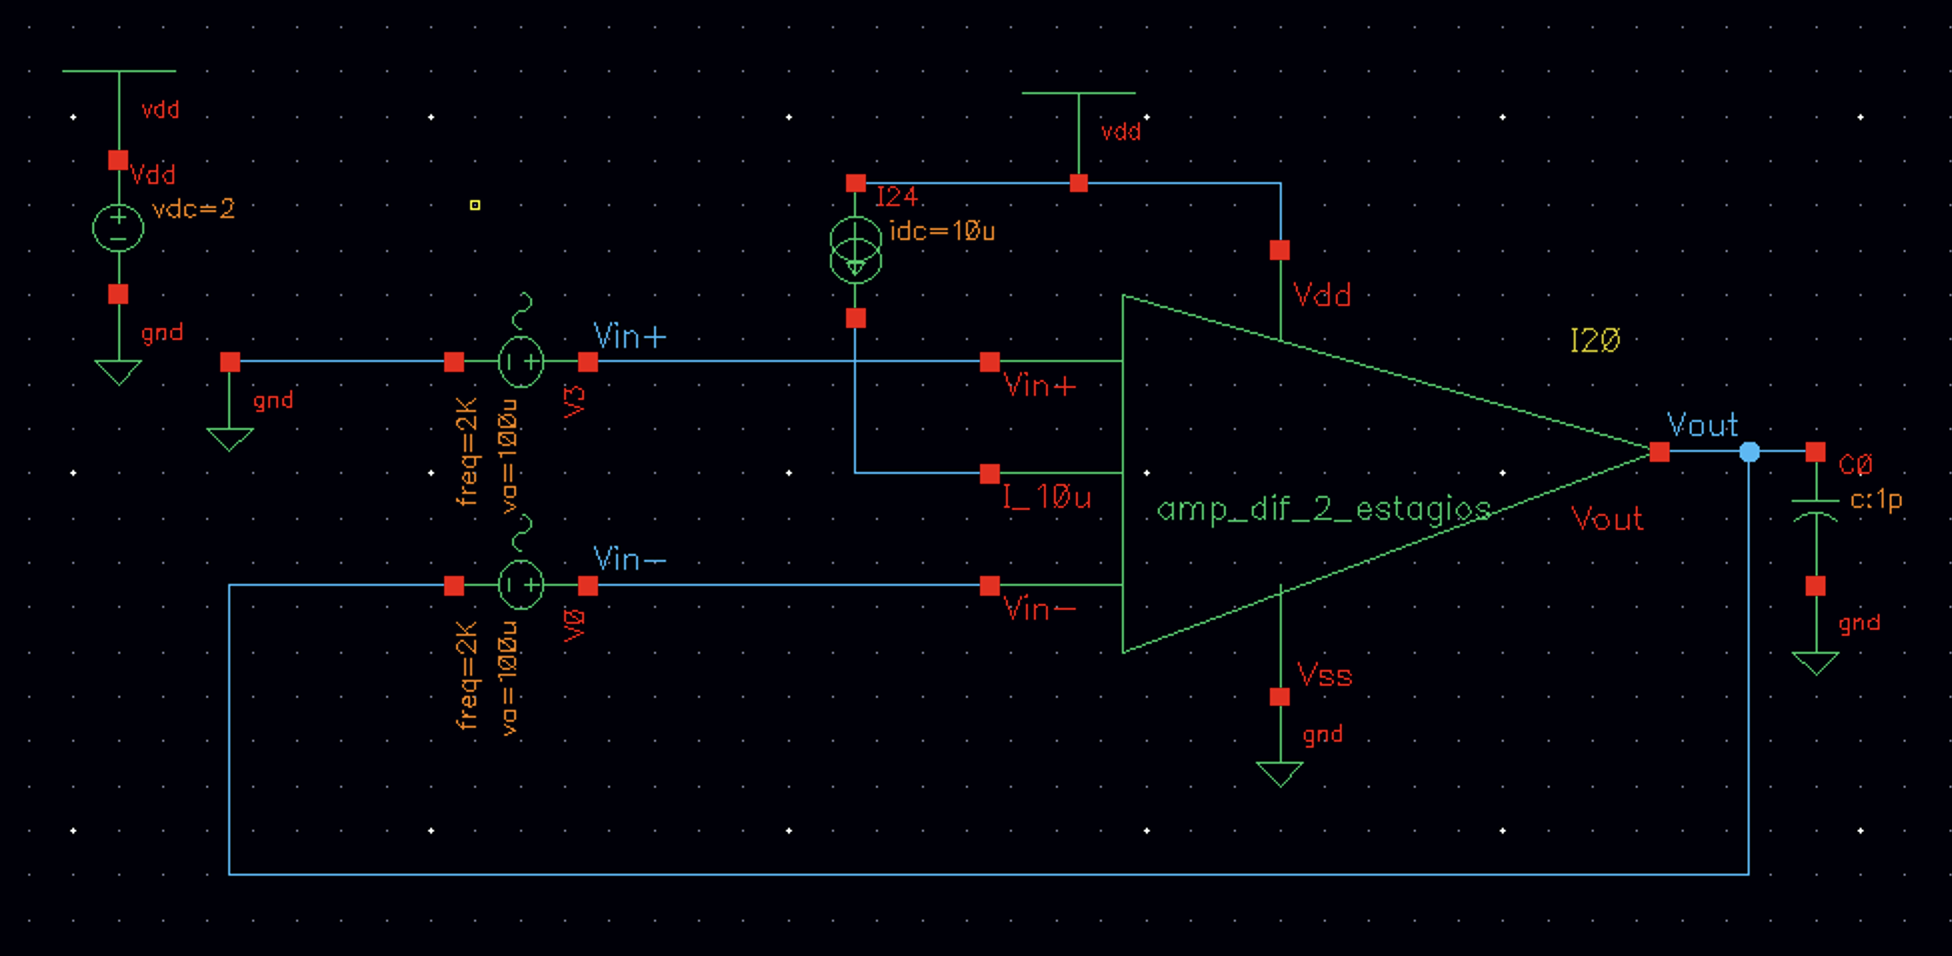 vdd
Vdd
vdc=2
gnd
gnd
freq=2K
va=100u
V3
Vin+
I24
idc=10u
vdd
Vdd
I20
Vin+
I_10u
amp_dif_2_estagios
Vout
Vout
C0
c:1p
gnd
freq=2K
va=100u
V0
Vin-
Vin-
Vss
gnd